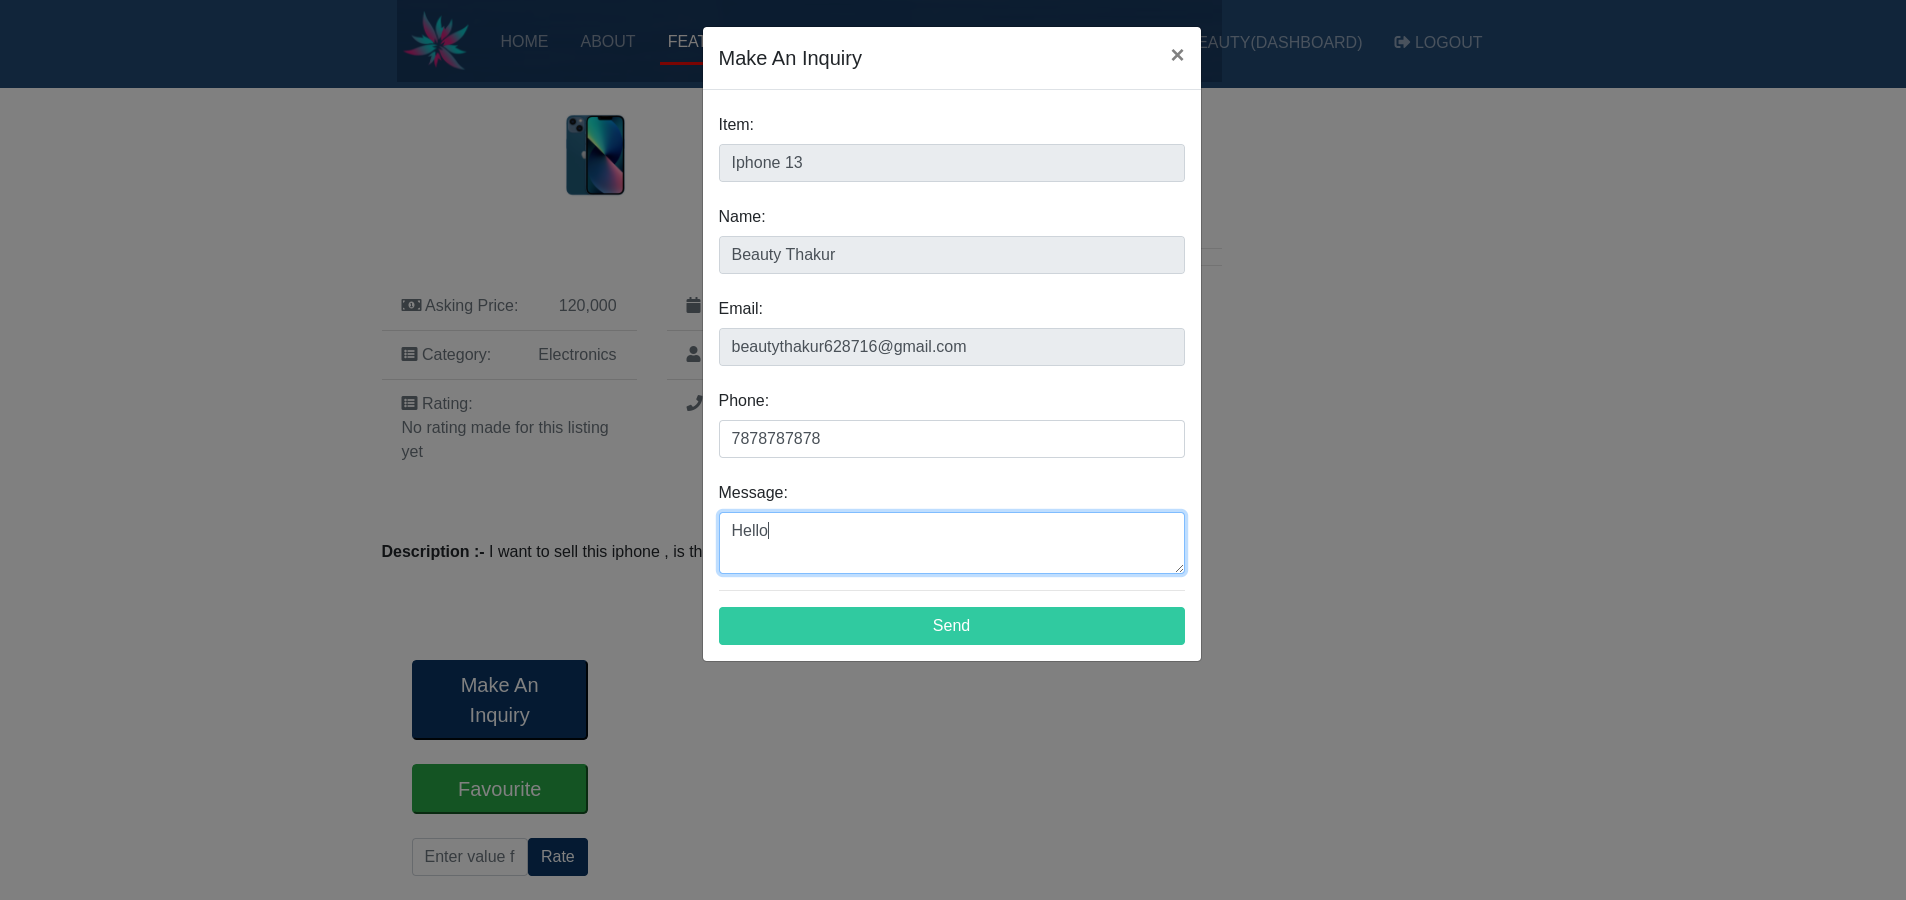 HOME ABOUT FEAT EAUTY(DASHBOARD) LOGOUT
Make An Inquiry ×
Item:
Iphone 13
Name:
Beauty Thakur
Email:
beautythakur628716@gmail.com
Phone:
7878787878
Message:
Hello
Send
Asking Price: 120,000
Category: Electronics
Rating:
No rating made for this listing
yet
Description :- I want to sell this iphone , is th
Make An
Inquiry
Favourite
Enter value f Rate